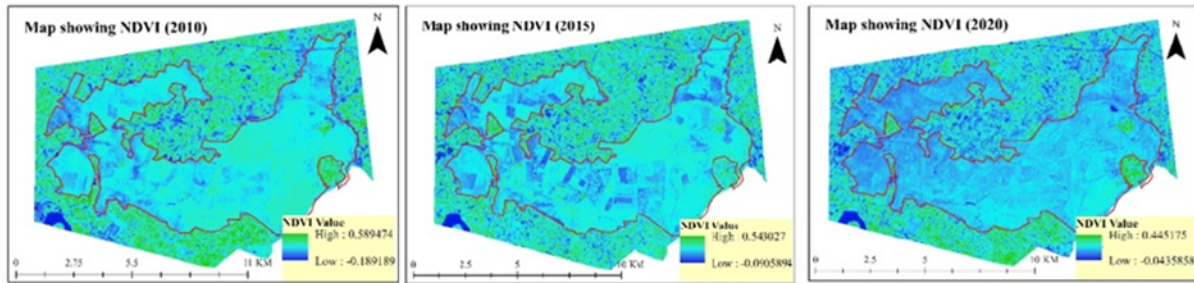 Map showing NDVI (2010)
N
NDVI Value
High : 0.589474
Low : -0.189189
0 2.75 5.5 11 KM
Map showing NDVI (2015)
N
NDVI Value
High : 0.543027
Low : -0.0905894
0 2.5 5 10 KM
Map showing NDVI (2020)
N
NDVI Value
High : 0.445175
Low : -0.0435858
0 2.5 5 10 KM